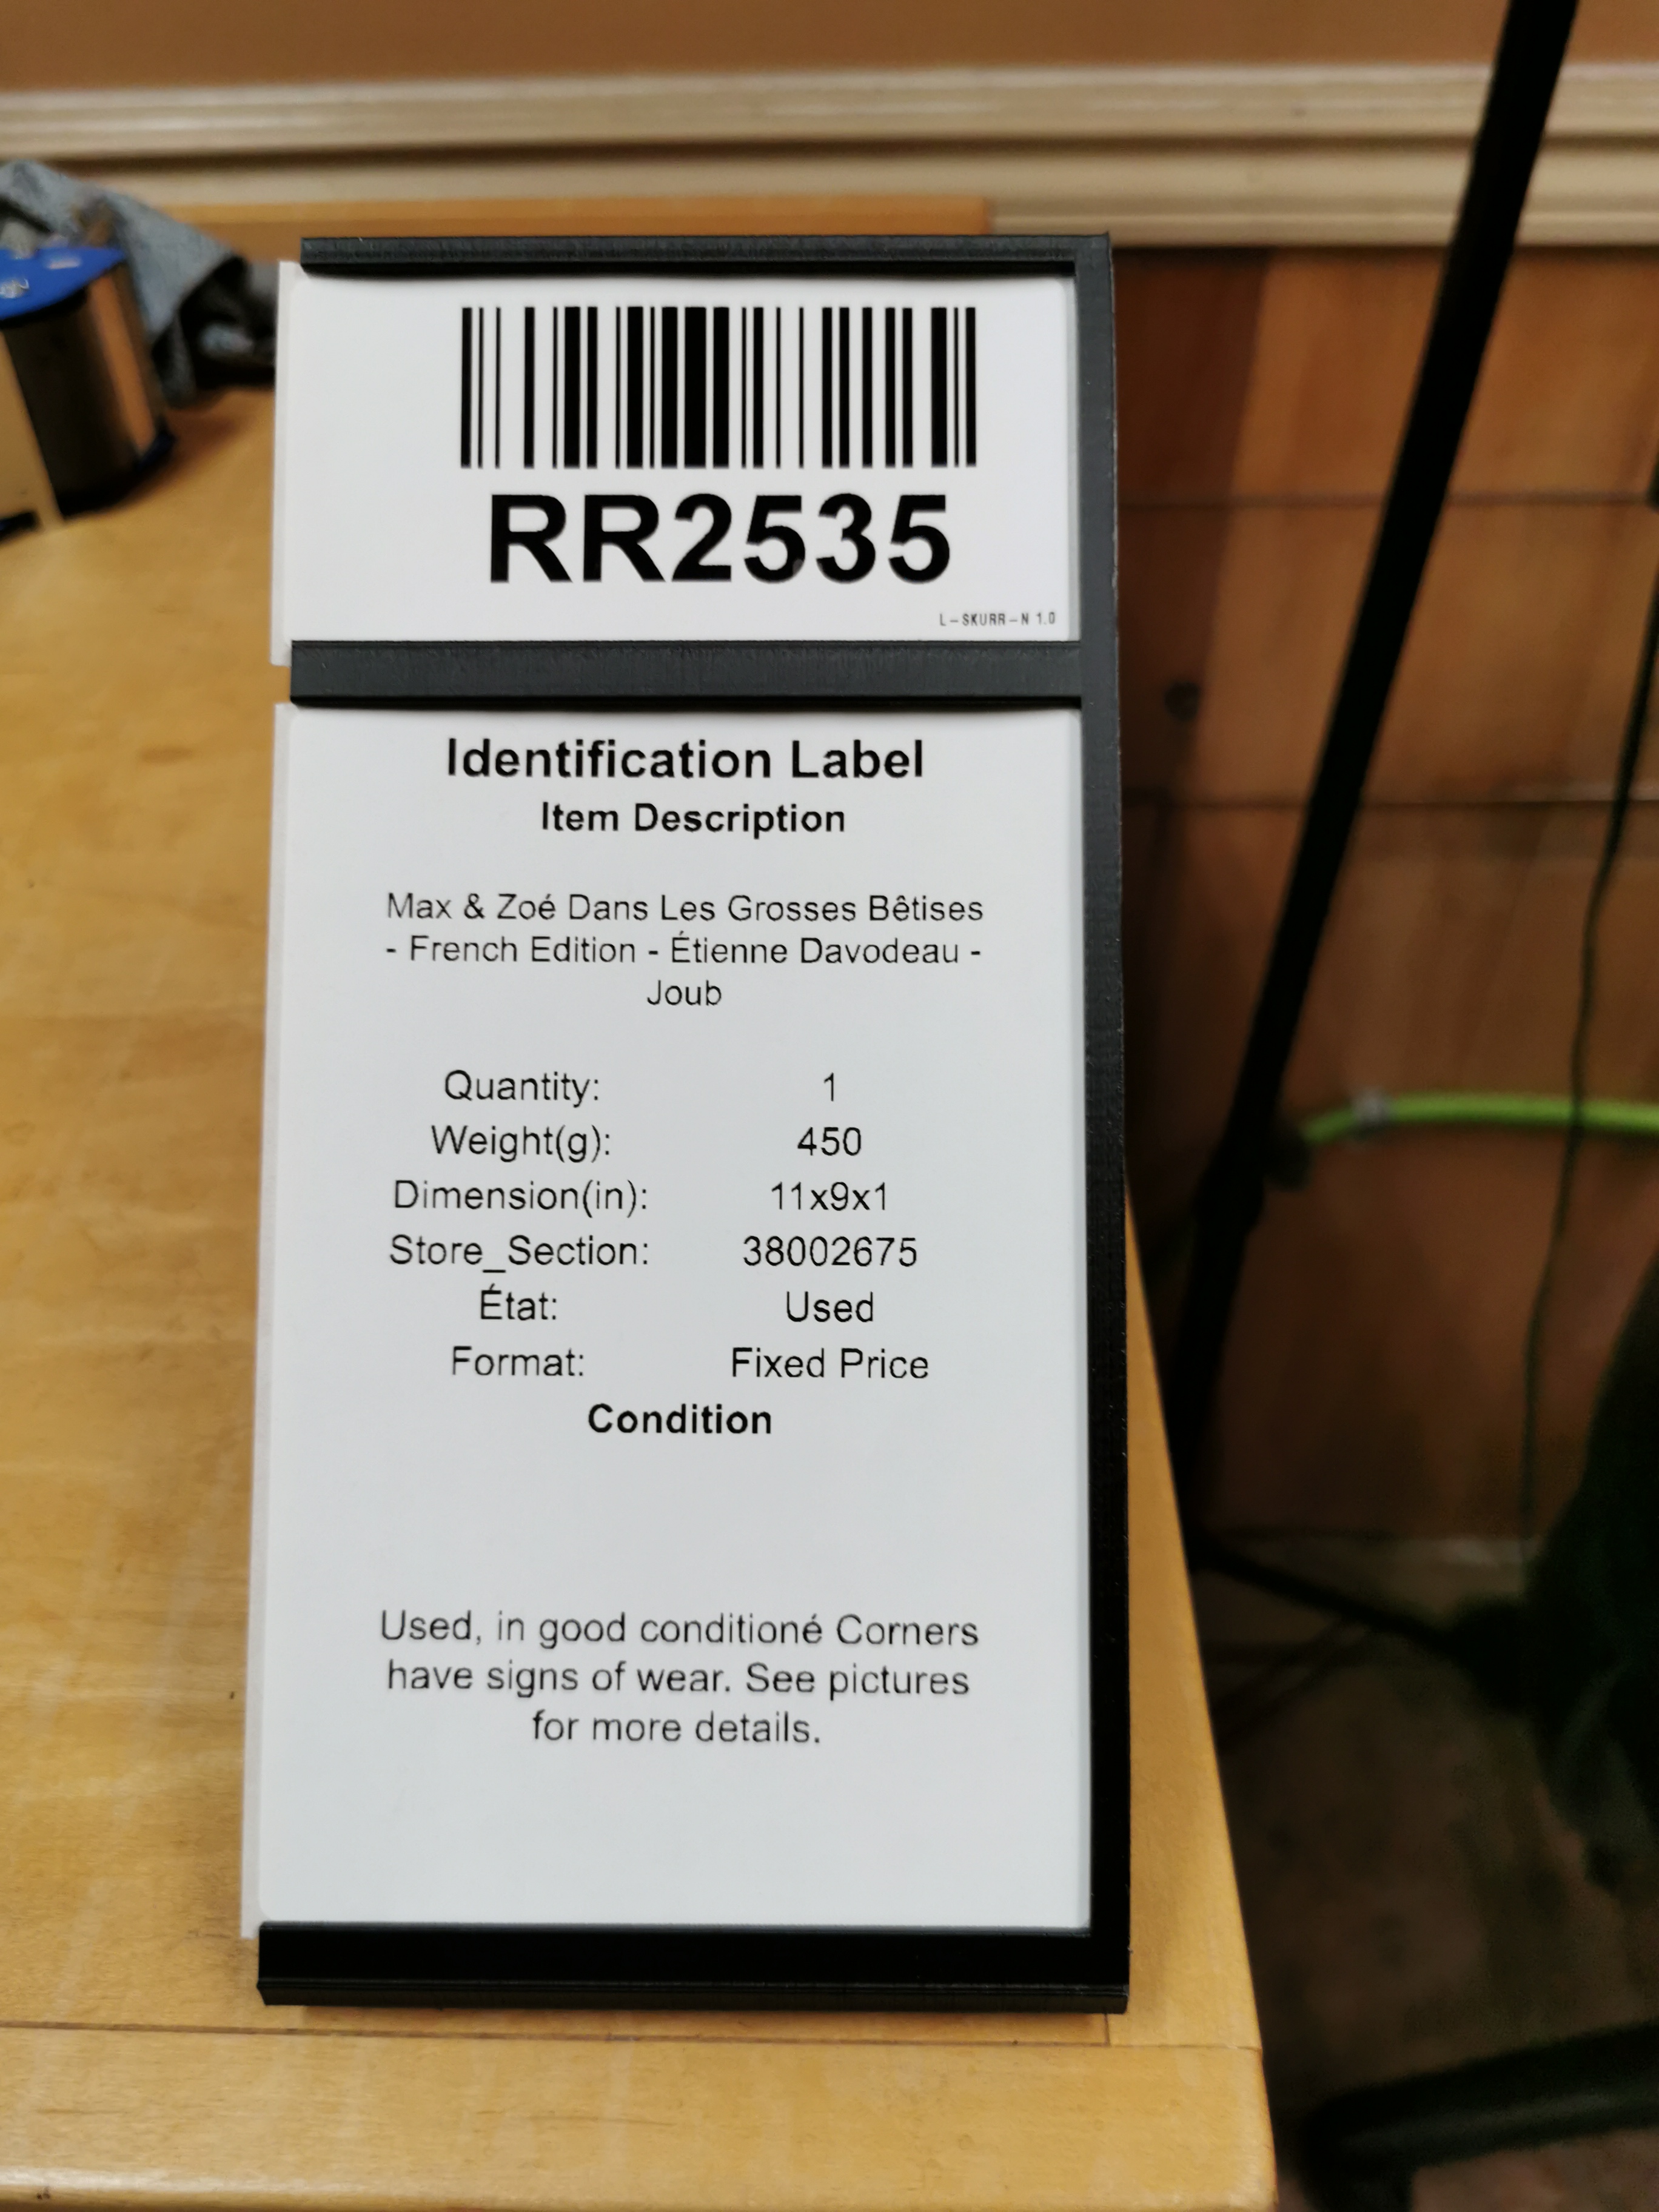 RR2535
L-SKURR-N 1.0
Identification Label
Item Description
Max & Zoé Dans Les Grosses Bêtises
- French Edition - Étienne Davodeau -
Joub
Quantity: 1
Weight(g): 450
Dimension(in): 11x9x1
Store_Section: 38002675
État: Used
Format: Fixed Price
Condition
Used, in good conditioné Corners
have signs of wear. See pictures
for more details.